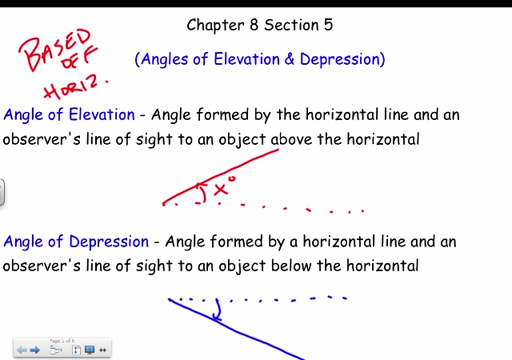 Chapter 8 Section 5
BASED
OFF
HORIZ.
(Angles of Elevation & Depression)
Angle of Elevation - Angle formed by the horizontal line and an
observer's line of sight to an object above the horizontal
x°
Angle of Depression - Angle formed by a horizontal line and an
observer's line of sight to an object below the horizontal